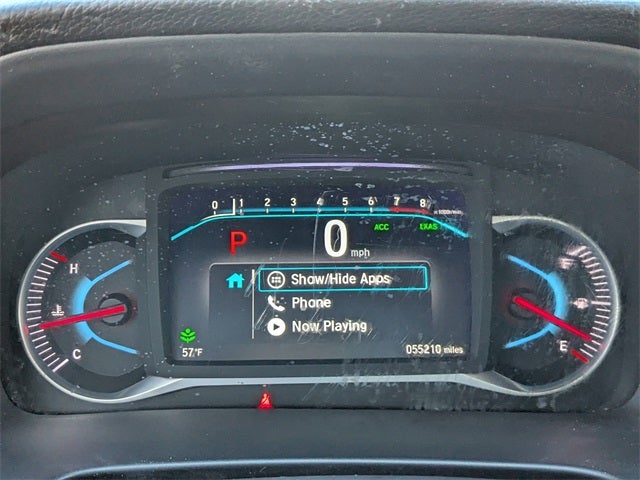 0 1 2 3 4 5 6 7 8 x1000r/min
ACC LKAS
P 0 mph
H
Show/Hide Apps
Phone
Now Playing
C
E
57°F 055210 miles